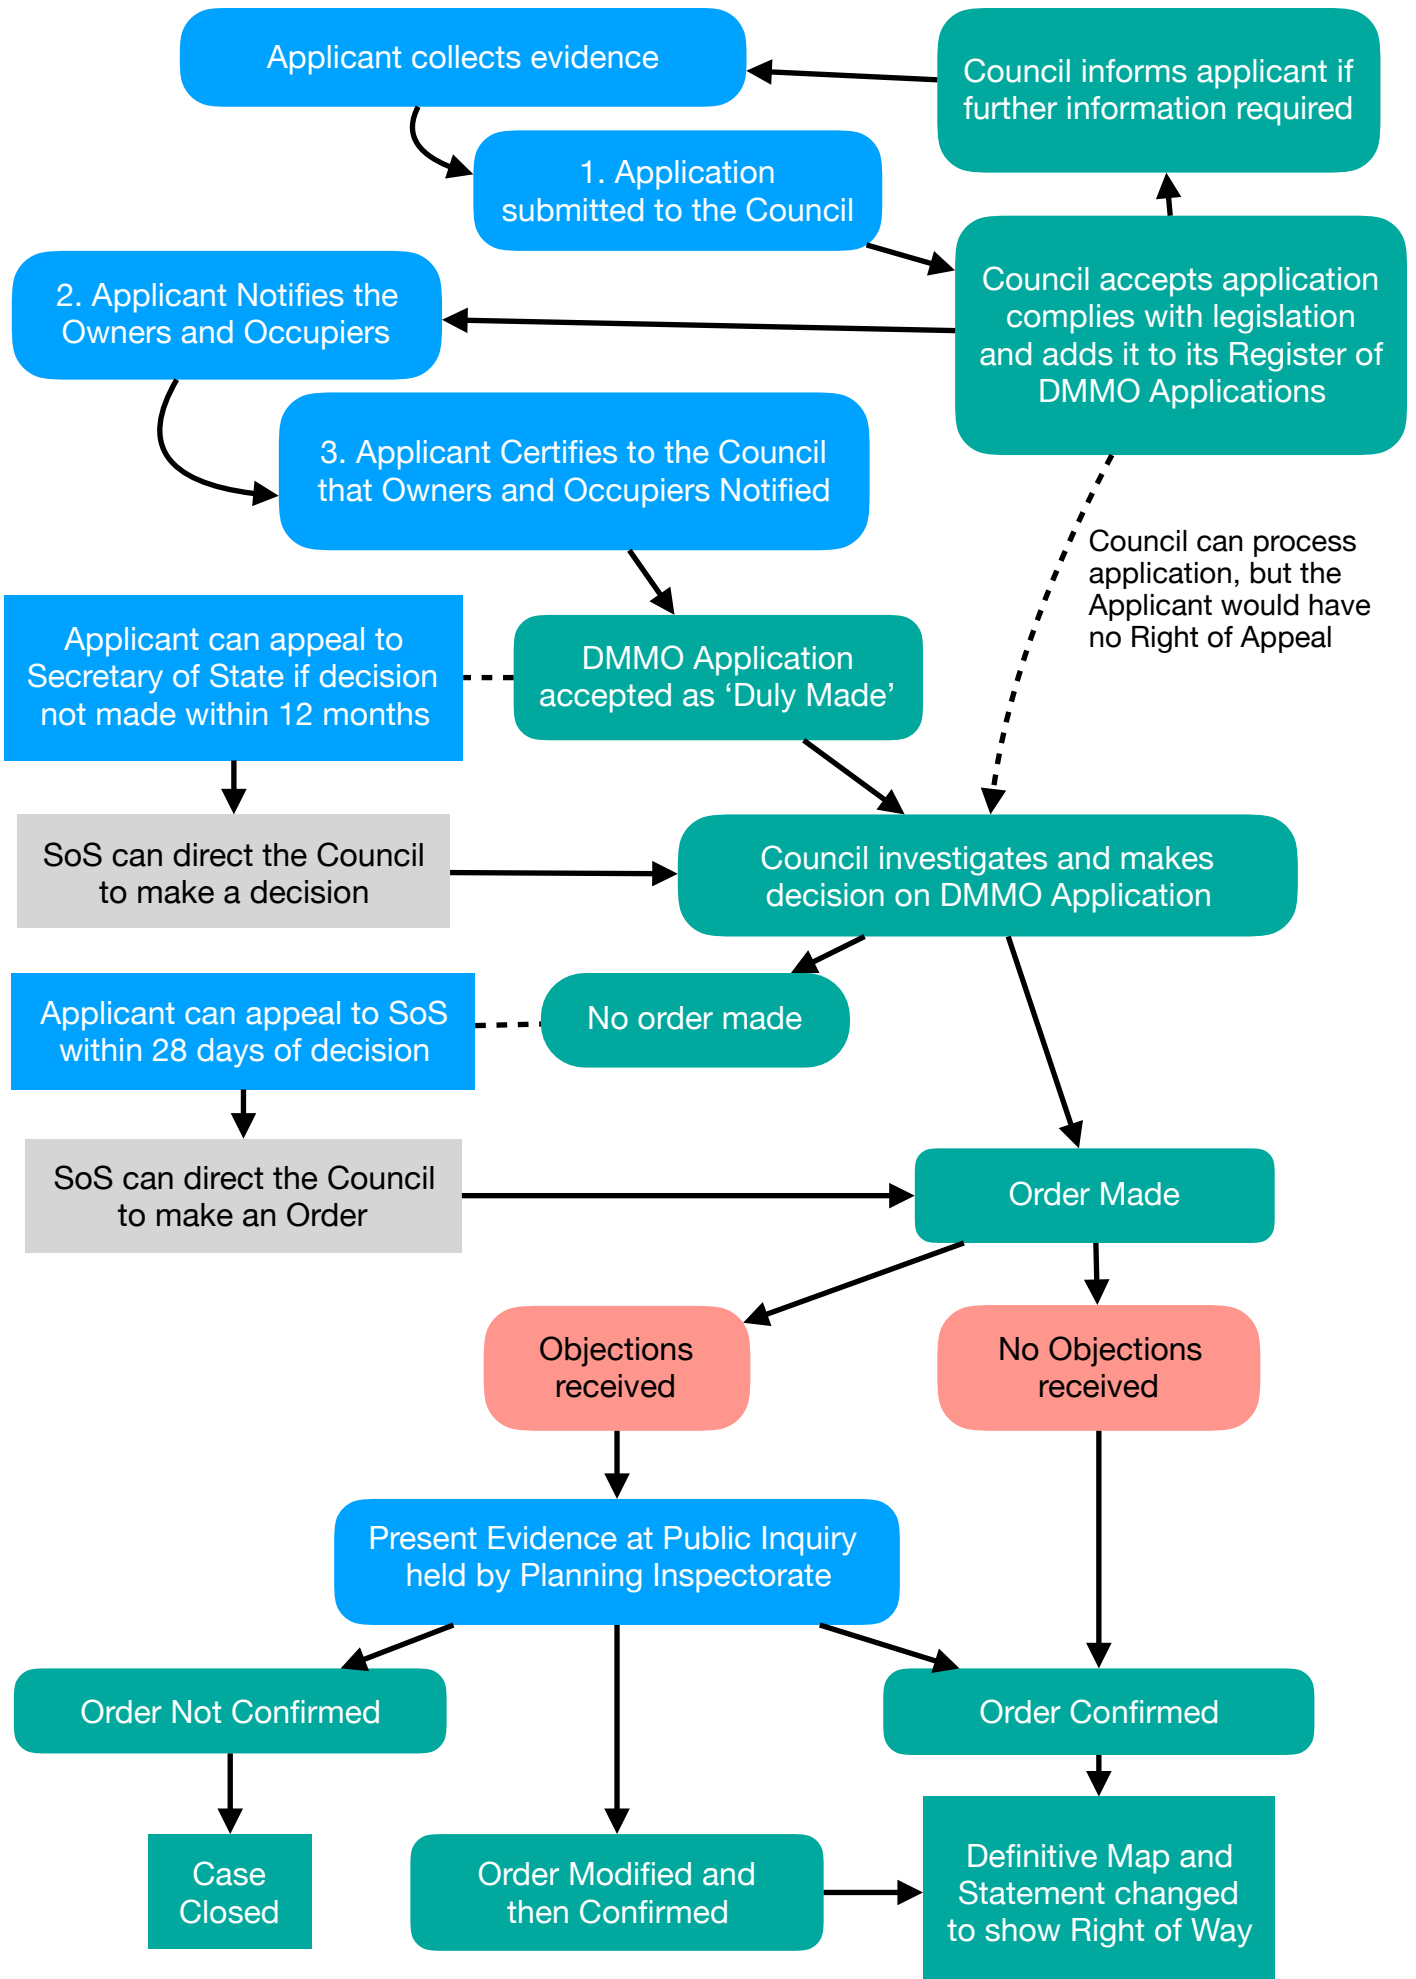 Applicant collects evidence
Council informs applicant if
further information required
1. Application
submitted to the Council
Council accepts application
complies with legislation
and adds it to its Register of
DMMO Applications
2. Applicant Notifies the
Owners and Occupiers
3. Applicant Certifies to the Council
that Owners and Occupiers Notified
Council can process
application, but the
Applicant would have
no Right of Appeal
Applicant can appeal to
Secretary of State if decision
not made within 12 months
DMMO Application
accepted as ‘Duly Made’
SoS can direct the Council
to make a decision
Council investigates and makes
decision on DMMO Application
Applicant can appeal to SoS
within 28 days of decision
No order made
SoS can direct the Council
to make an Order
Order Made
Objections
received
No Objections
received
Present Evidence at Public Inquiry
held by Planning Inspectorate
Order Not Confirmed
Order Confirmed
Case
Closed
Order Modified and
then Confirmed
Definitive Map and
Statement changed
to show Right of Way